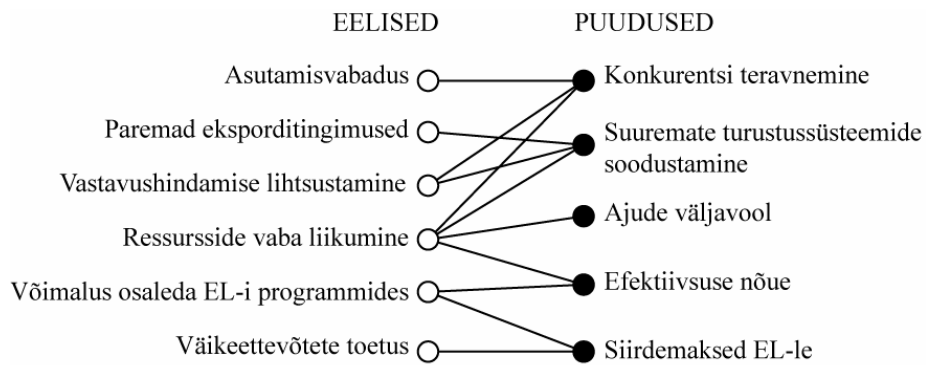 EELISED PUUDUSED
Asutamisvabadus Konkurentsi teravnemine
Paremad eksporditingimused Suuremate turustussüsteemide
soodustamine
Vastavushindamise lihtsustamine
Ressursside vaba liikumine Ajude väljavool
Võimalus osaleda EL-i programmides Efektiivsuse nõue
Väikeettevõtete toetus Siirdemaksed EL-le